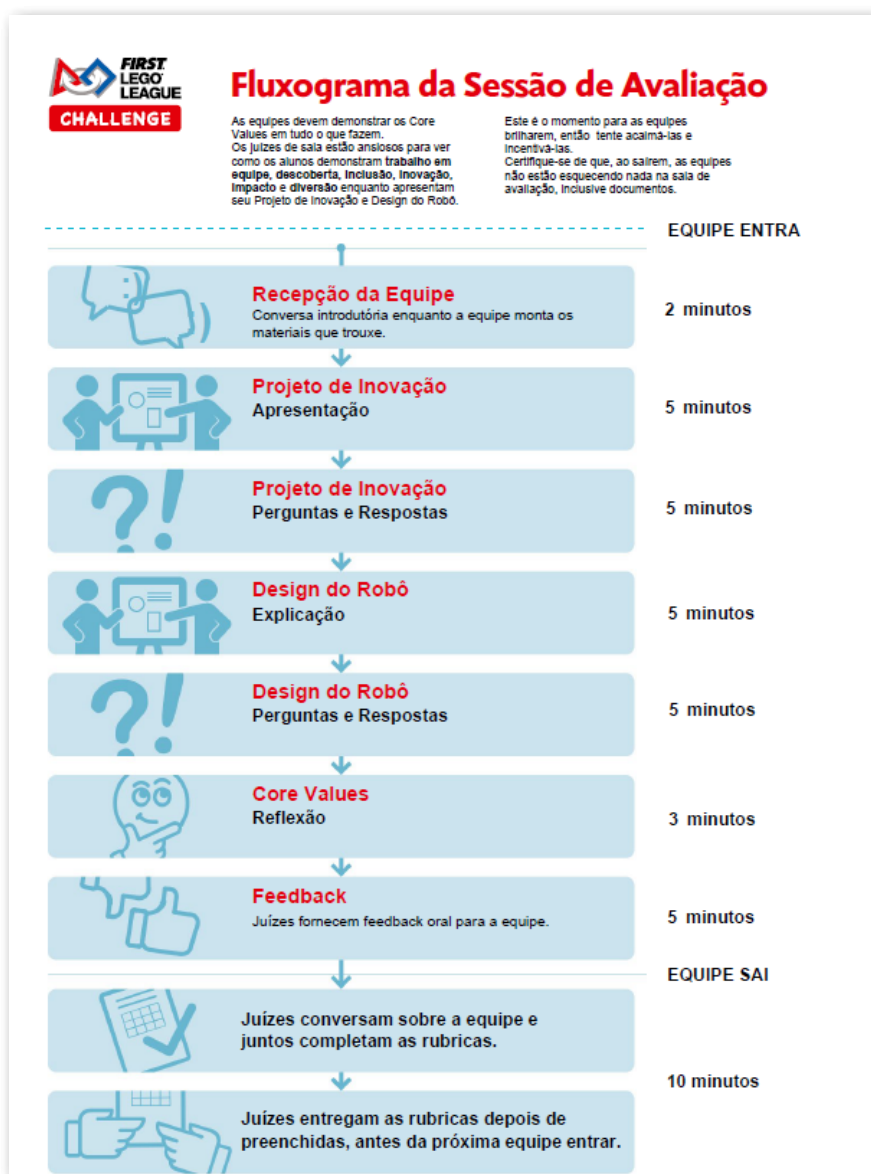 FIRST
LEGO
LEAGUE
CHALLENGE
Fluxograma da Sessão de Avaliação
As equipes devem demonstrar os Core
Values em tudo o que fazem.
Os juízes de sala estão ansiosos para ver
como os alunos demonstram trabalho em
equipe, descoberta, inclusão, inovação,
impacto e diversão enquanto apresentam
seu Projeto de Inovação e Design do Robô.
Este é o momento para as equipes
brilharem, então tente acalmá-las e
incentivá-las.
Certifique-se de que, ao saírem, as equipes
não estão esquecendo nada na sala de
avaliação, inclusive documentos.
EQUIPE ENTRA
Recepção da Equipe
Conversa introdutória enquanto a equipe monta os
materiais que trouxe.
2 minutos
Projeto de Inovação
Apresentação
5 minutos
Projeto de Inovação
Perguntas e Respostas
5 minutos
Design do Robô
Explicação
5 minutos
Design do Robô
Perguntas e Respostas
5 minutos
Core Values
Reflexão
3 minutos
Feedback
Juízes fornecem feedback oral para a equipe.
5 minutos
EQUIPE SAI
Juízes conversam sobre a equipe e
juntos completam as rubricas.
10 minutos
Juízes entregam as rubricas depois de
preenchidas, antes da próxima equipe entrar.